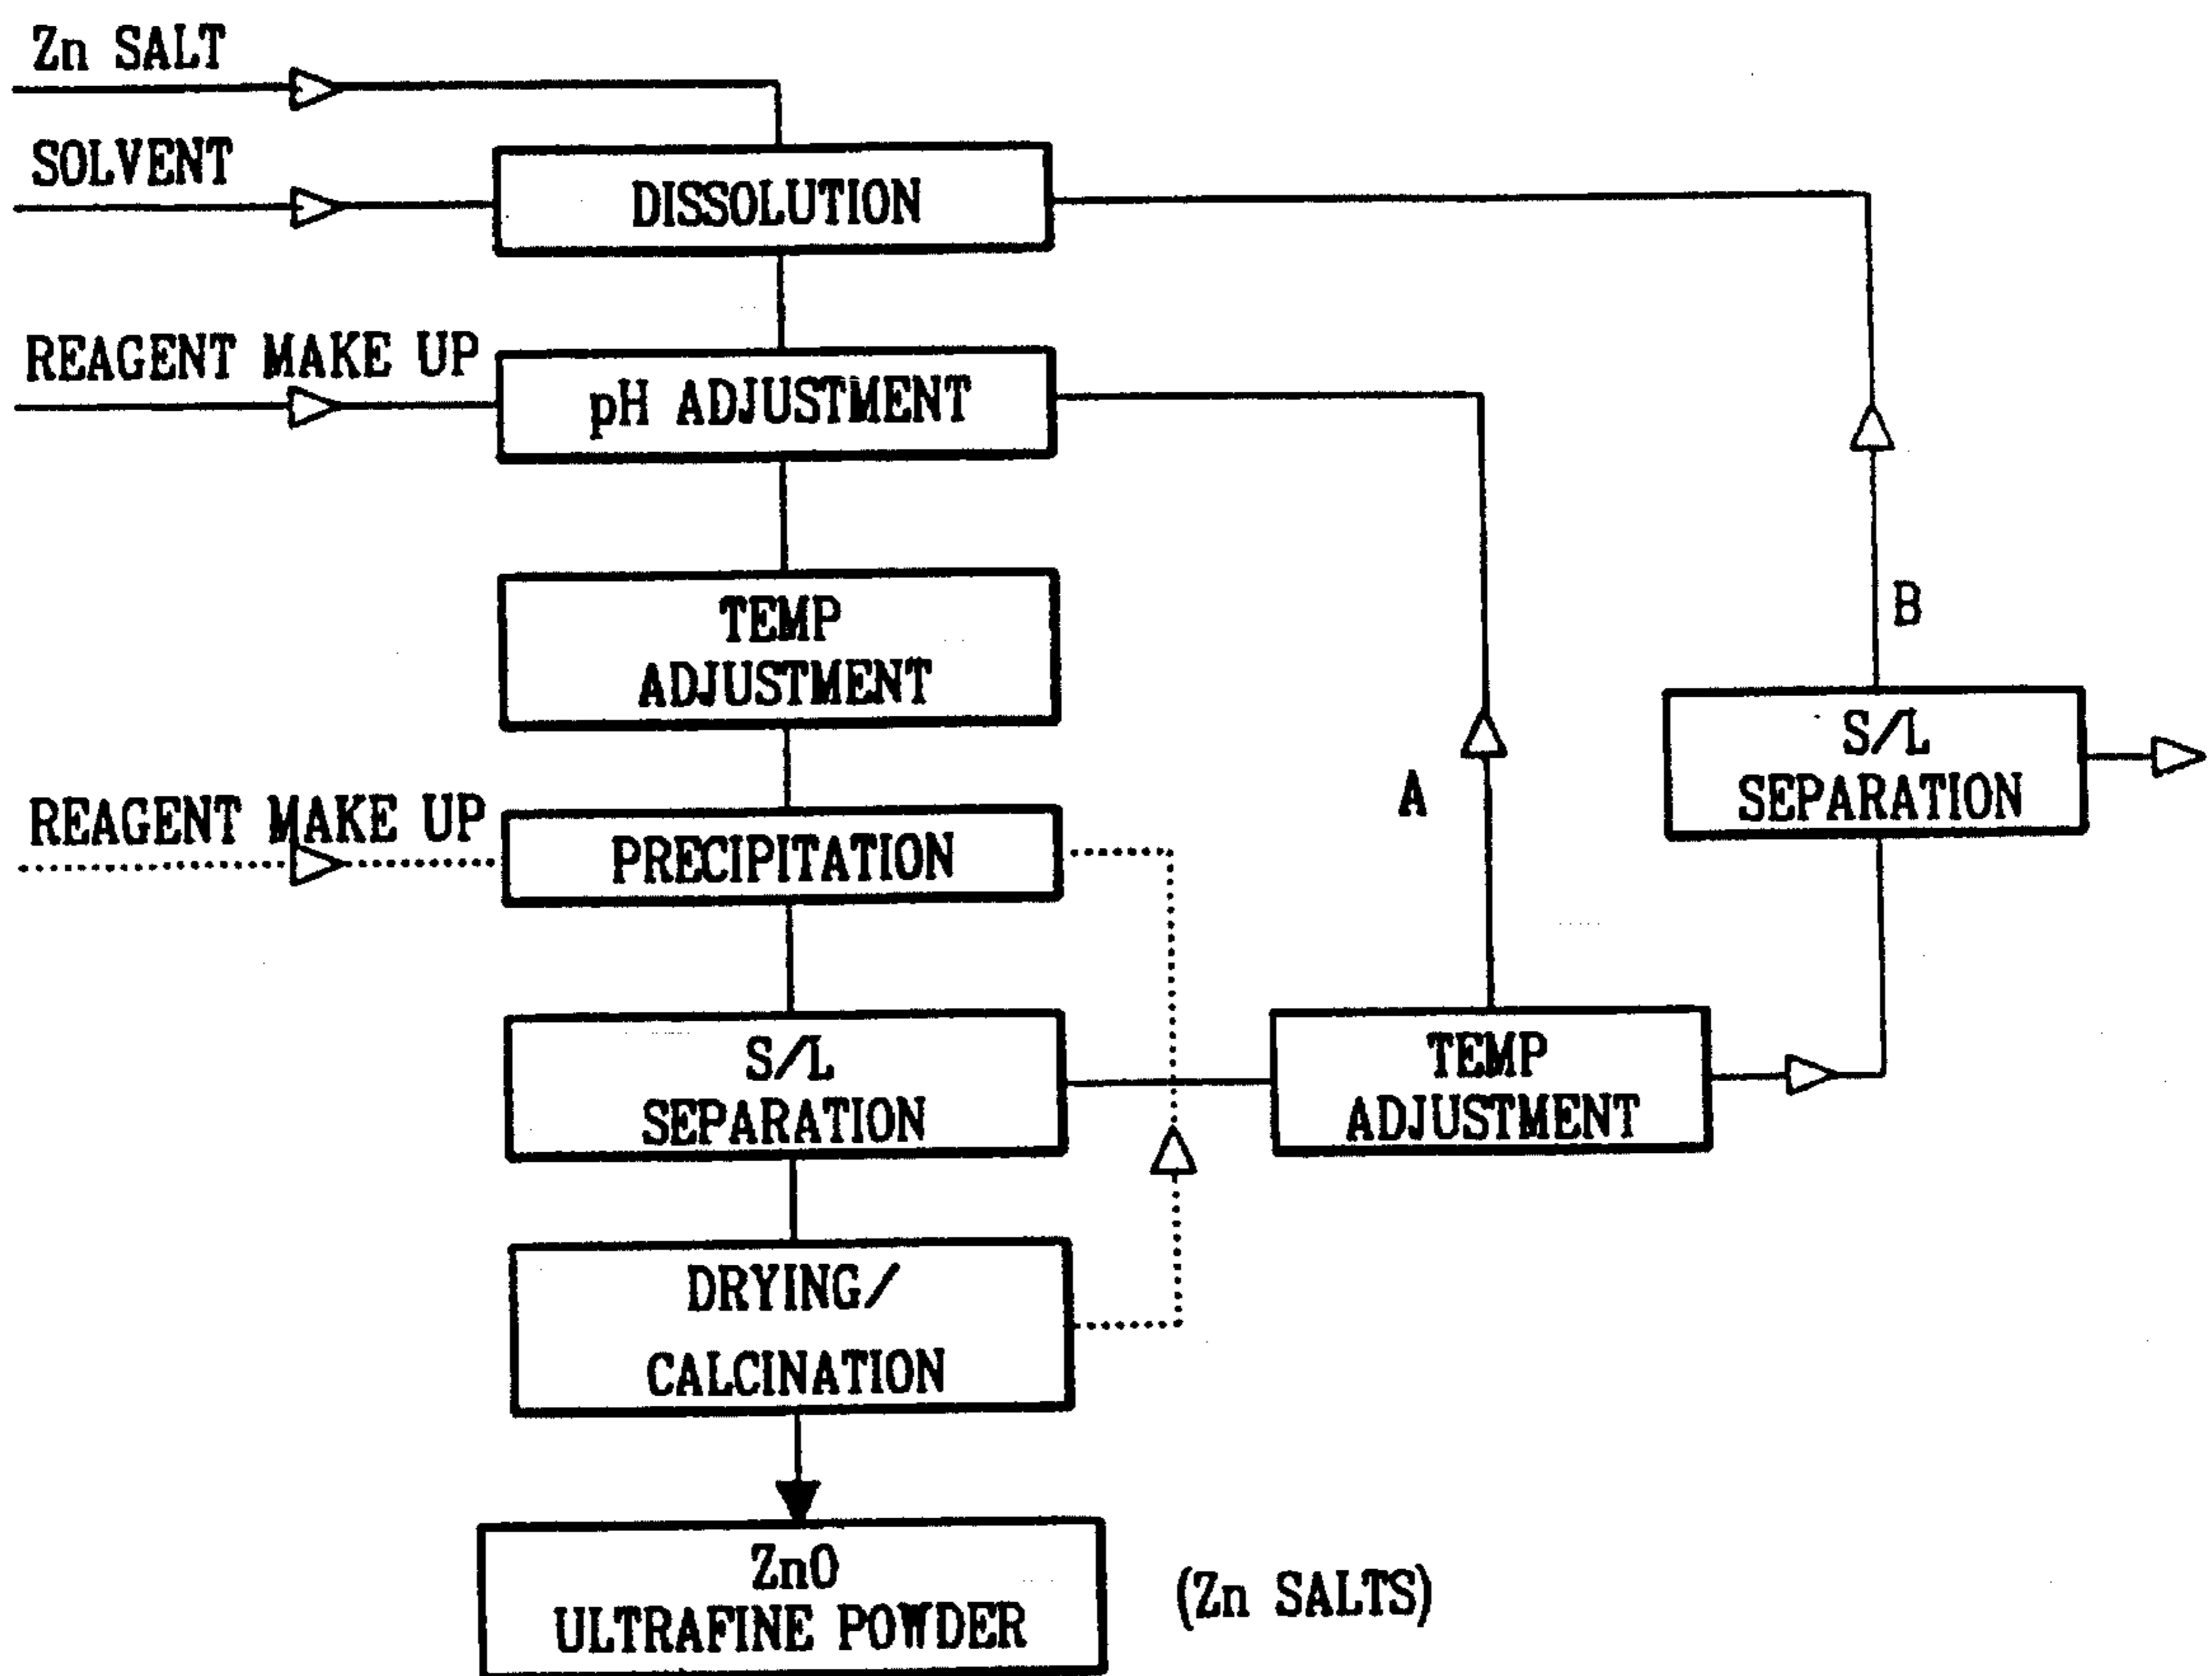 Zn SALT
SOLVENT
DISSOLUTION
REAGENT MAKE UP
pH ADJUSTMENT
TEMP
ADJUSTMENT
B
S/L
SEPARATION
A
REAGENT MAKE UP
PRECIPITATION
S/L
SEPARATION
TEMP
ADJUSTMENT
DRYING/
CALCINATION
ZnO
ULTRAFINE POWDER
(Zn SALTS)